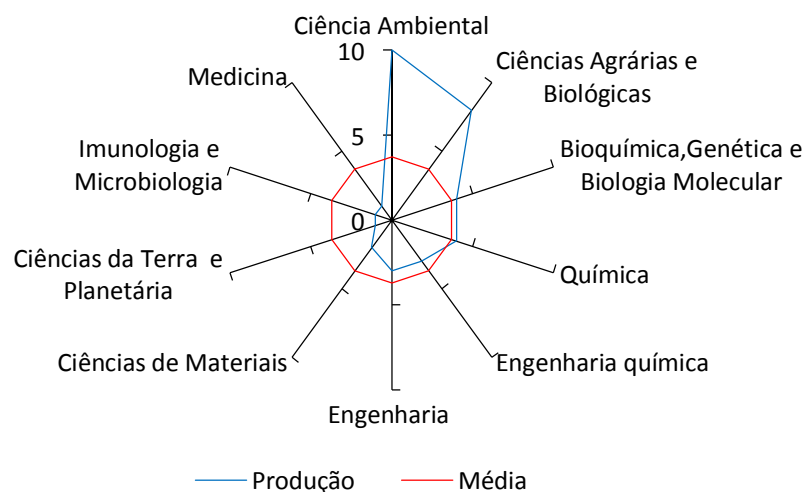 Ciência Ambiental
10
Ciências Agrárias e
Biológicas
Medicina
5
Bioquímica,Genética e
Biologia Molecular
Imunologia e
Microbiologia
0
Ciências da Terra e
Planetária
Química
Ciências de Materiais
Engenharia química
Engenharia
Produção
Média